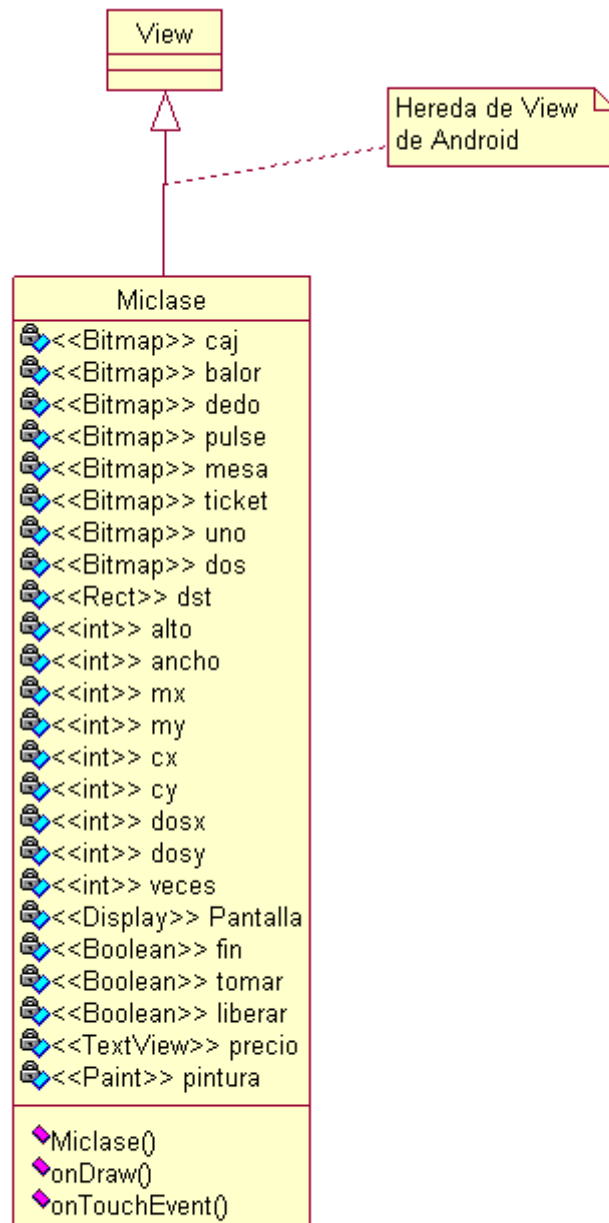 View
Hereda de View
de Android
Miclase
<<Bitmap>> caj
<<Bitmap>> balor
<<Bitmap>> dedo
<<Bitmap>> pulse
<<Bitmap>> mesa
<<Bitmap>> ticket
<<Bitmap>> uno
<<Bitmap>> dos
<<Rect>> dst
<<int>> alto
<<int>> ancho
<<int>> mx
<<int>> my
<<int>> cx
<<int>> cy
<<int>> dosx
<<int>> dosy
<<int>> veces
<<Display>> Pantalla
<<Boolean>> fin
<<Boolean>> tomar
<<Boolean>> liberar
<<TextView>> precio
<<Paint>> pintura
Miclase()
onDraw()
onTouchEvent()